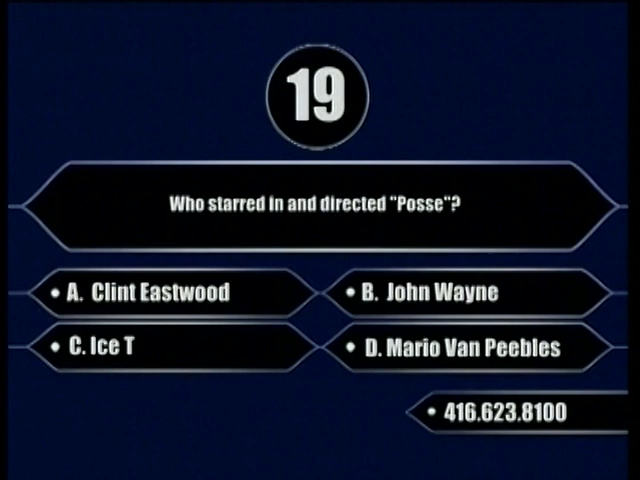 19
Who starred in and directed "Posse"?
• A. Clint Eastwood
• B. John Wayne
• C. Ice T
• D. Mario Van Peebles
• 416.623.8100